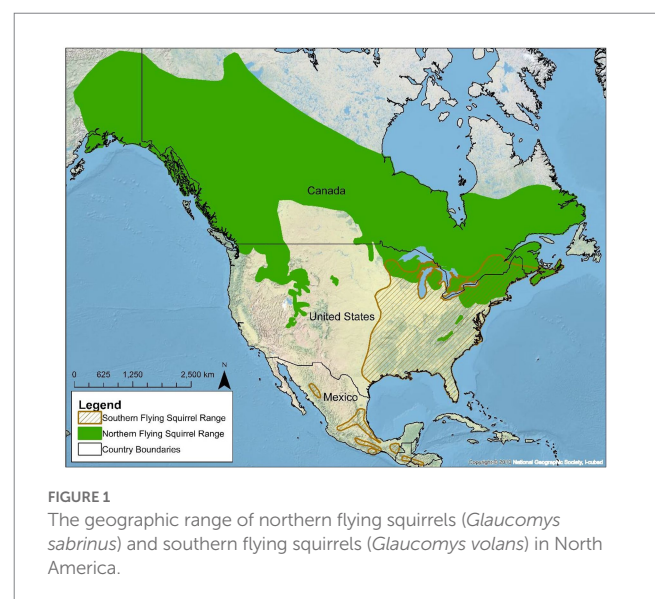 Canada
United States
Mexico
N
0 625 1,250 2,500 km
Legend
Southern Flying Squirrel Range
Northern Flying Squirrel Range
Country Boundaries
National Geographic Society, i-cubed
FIGURE 1
The geographic range of northern flying squirrels (Glaucomys
sabrinus) and southern flying squirrels (Glaucomys volans) in North
America.